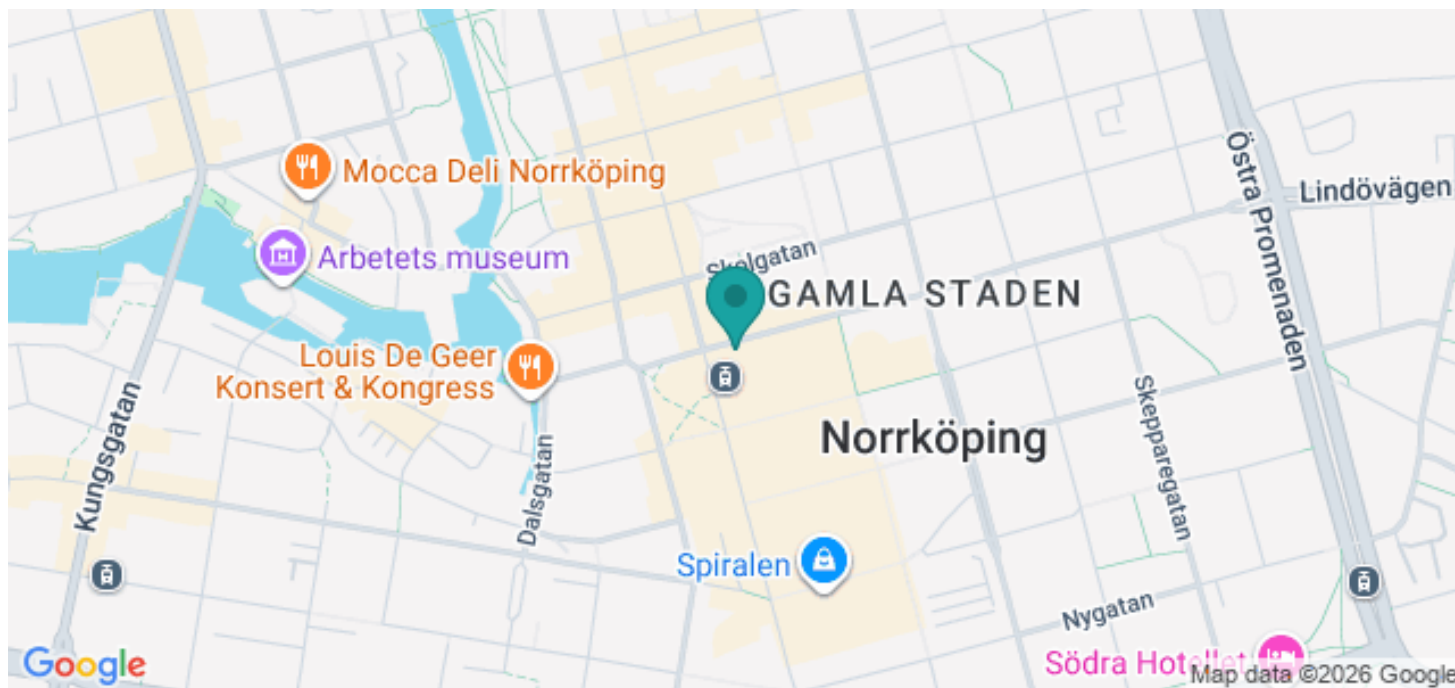 Östra Promenaden
Mocca Deli Norrköping
Lindövägen
Arbetets museum
Skolgatan
GAMLA STADEN
Louis De Geer
Konsert & Kongress
Kungsgatan
Skepparegatan
Norrköping
Dalsgatan
Spiralen
Nygatan
Södra Hotellet
Google
Map data ©2026 Google